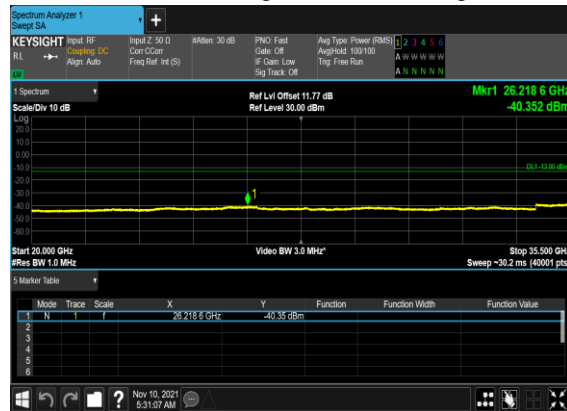 Spectrum Analyzer 1
Swept SA
+
KEYSIGHT Input: RF Input Z: 50 Ω #Atten: 30 dB PNO: Fast Avg Type: Power (RMS) 1 2 3 4 5 6
RL Coupling: DC Corr CCorr Gate: Off Avg|Hold: 100/100 A W W W W W
Align: Auto Freq Ref: Int (S) IF Gain: Low Trig: Free Run
Sig Track: Off A N N N N N
LW
1 Spectrum
Ref Lvl Offset 11.77 dB Mkr1 26.218 6 GHz
Scale/Div 10 dB Ref Level 30.00 dBm -40.352 dBm
Log
20.0
10.0
0.00
-10.0
DL1 -13.00 dBm
-20.0
-30.0
1
-40.0
-50.0
-60.0
Start 20.000 GHz Video BW 3.0 MHz* Stop 35.500 GHz
#Res BW 1.0 MHz Sweep ~30.2 ms (40001 pts)
5 Marker Table
Mode Trace Scale X Y Function Function Width Function Value
1 N 1 f 26.218 6 GHz -40.35 dBm
2
3
4
5
6
? Nov 10, 2021
5:31:07 AM